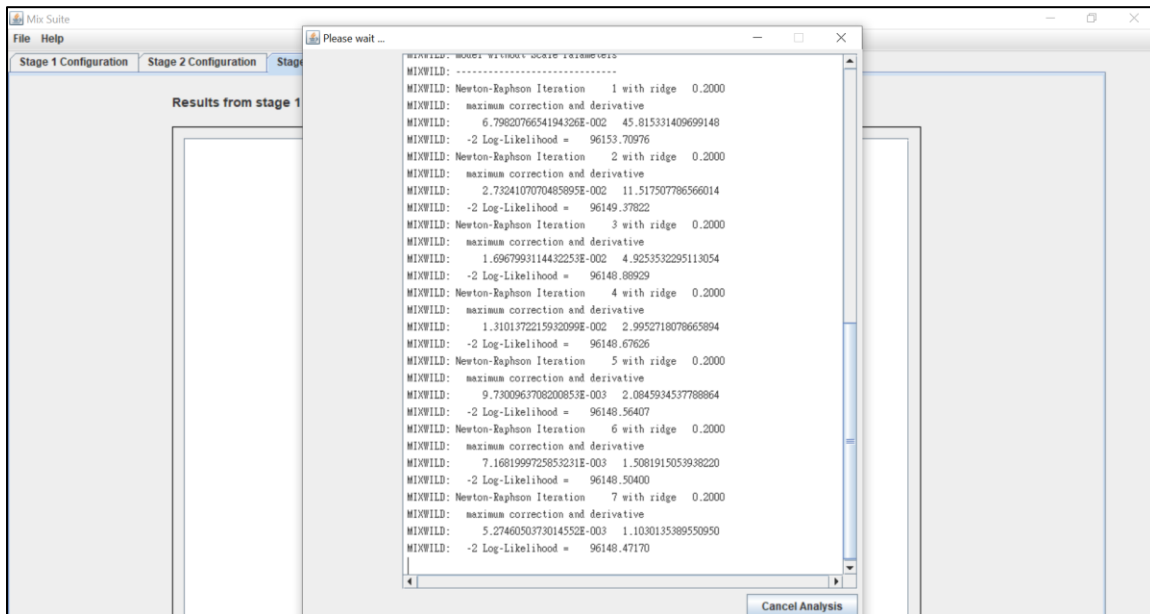 Mix Suite
File Help
Stage 1 Configuration Stage 2 Configuration Stage
Results from stage 1
Please wait ...
MIXWILD: model without Scale Parameters
MIXWILD: -----------------------------
MIXWILD: Newton-Raphson Iteration 1 with ridge 0.2000
MIXWILD: maximum correction and derivative
MIXWILD: 6.7982076654194326E-002 45.815331409699148
MIXWILD: -2 Log-Likelihood = 96153.70976
MIXWILD: Newton-Raphson Iteration 2 with ridge 0.2000
MIXWILD: maximum correction and derivative
MIXWILD: 2.7324107070485895E-002 11.517507786566014
MIXWILD: -2 Log-Likelihood = 96149.37822
MIXWILD: Newton-Raphson Iteration 3 with ridge 0.2000
MIXWILD: maximum correction and derivative
MIXWILD: 1.6967993114432253E-002 4.9253532295113054
MIXWILD: -2 Log-Likelihood = 96148.88929
MIXWILD: Newton-Raphson Iteration 4 with ridge 0.2000
MIXWILD: maximum correction and derivative
MIXWILD: 1.3101372215932099E-002 2.9952718078665894
MIXWILD: -2 Log-Likelihood = 96148.67626
MIXWILD: Newton-Raphson Iteration 5 with ridge 0.2000
MIXWILD: maximum correction and derivative
MIXWILD: 9.7300963708200853E-003 2.0845934537788864
MIXWILD: -2 Log-Likelihood = 96148.56407
MIXWILD: Newton-Raphson Iteration 6 with ridge 0.2000
MIXWILD: maximum correction and derivative
MIXWILD: 7.1681999725853231E-003 1.5081915053938220
MIXWILD: -2 Log-Likelihood = 96148.50400
MIXWILD: Newton-Raphson Iteration 7 with ridge 0.2000
MIXWILD: maximum correction and derivative
MIXWILD: 5.2746050373014552E-003 1.1030135389550950
MIXWILD: -2 Log-Likelihood = 96148.47170
Cancel Analysis